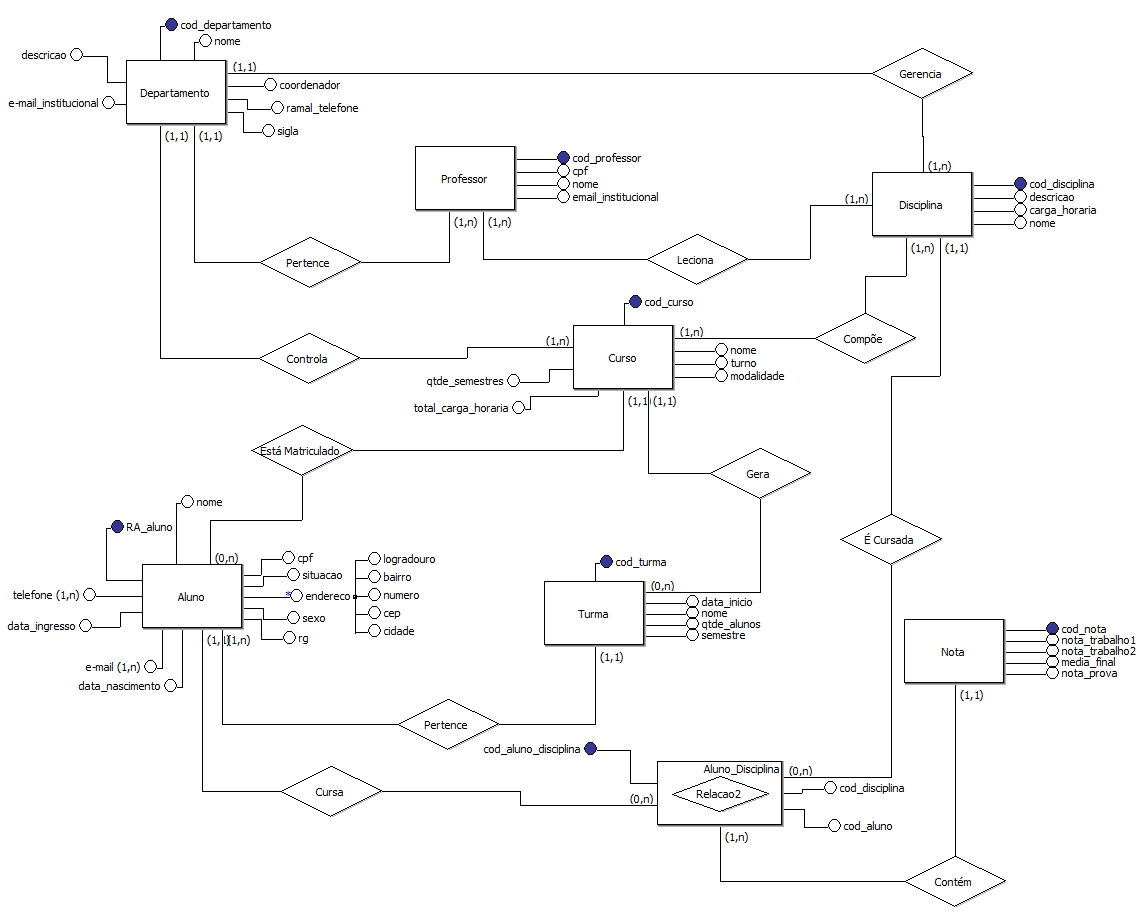 cod_departamento
nome
descricao
(1,1)
Gerencia
coordenador
Departamento
e-mail_institucional
ramal_telefone
sigla
(1,1)
(1,1)
cod_professor
cpf
Professor
nome
email_institucional
(1,n)
(1,n)
(1,n)
cod_disciplina
descricao
(1,n)
Disciplina
carga_horaria
nome
(1,n)
(1,1)
Pertence
Leciona
cod_curso
(1,n)
(1,n)
Compõe
Controla
Curso
nome
turno
modalidade
qtde_semestres
total_carga_horaria
(1,1)
(1,1)
Está Matriculado
Gera
nome
RA_aluno
É Cursada
(0,n)
cpf
logradouro
situacao
bairro
telefone (1,n)
Aluno
* endereco
numero
data_ingresso
sexo
cep
rg
cidade
(1,1)
(1,n)
e-mail (1,n)
data_nascimento
cod_turma
(0,n)
data_inicio
Turma
nome
qtde_alunos
semestre
(1,1)
cod_nota
nota_trabalho1
Nota
nota_trabalho2
media_final
nota_prova
(1,1)
Pertence
cod_aluno_disciplina
Aluno_Disciplina
(0,n)
Cursa
(0,n)
Relacao2
cod_disciplina
cod_aluno
(1,n)
Contém